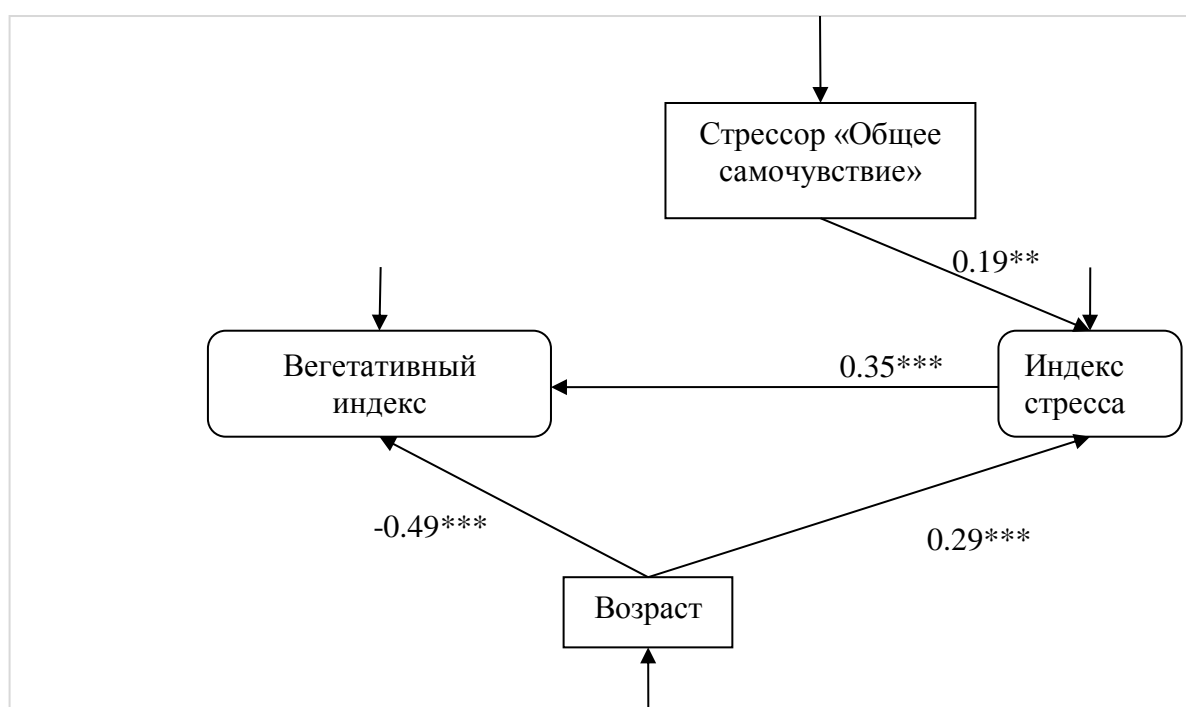 Стрессор «Общее
самочувствие»
0.19**
Вегетативный
индекс
0.35***
Индекс
стресса
-0.49***
0.29***
Возраст